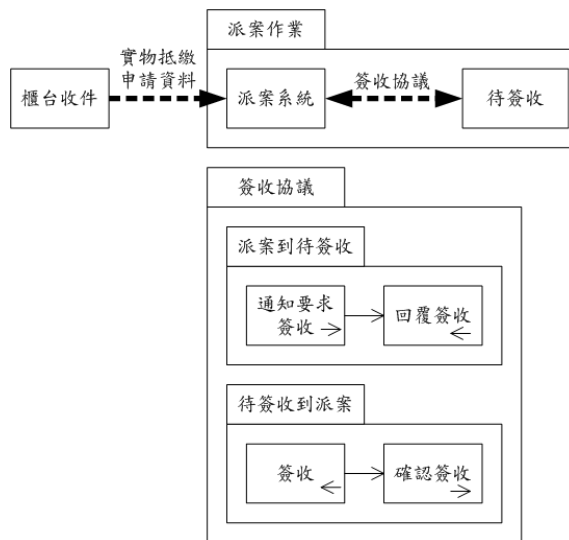 派案作業
實物抵繳
申請資料
櫃台收件
派案系統
簽收協議
待簽收
簽收協議
派案到待簽收
通知要求
簽收
回覆簽收
待簽收到派案
簽收
確認簽收